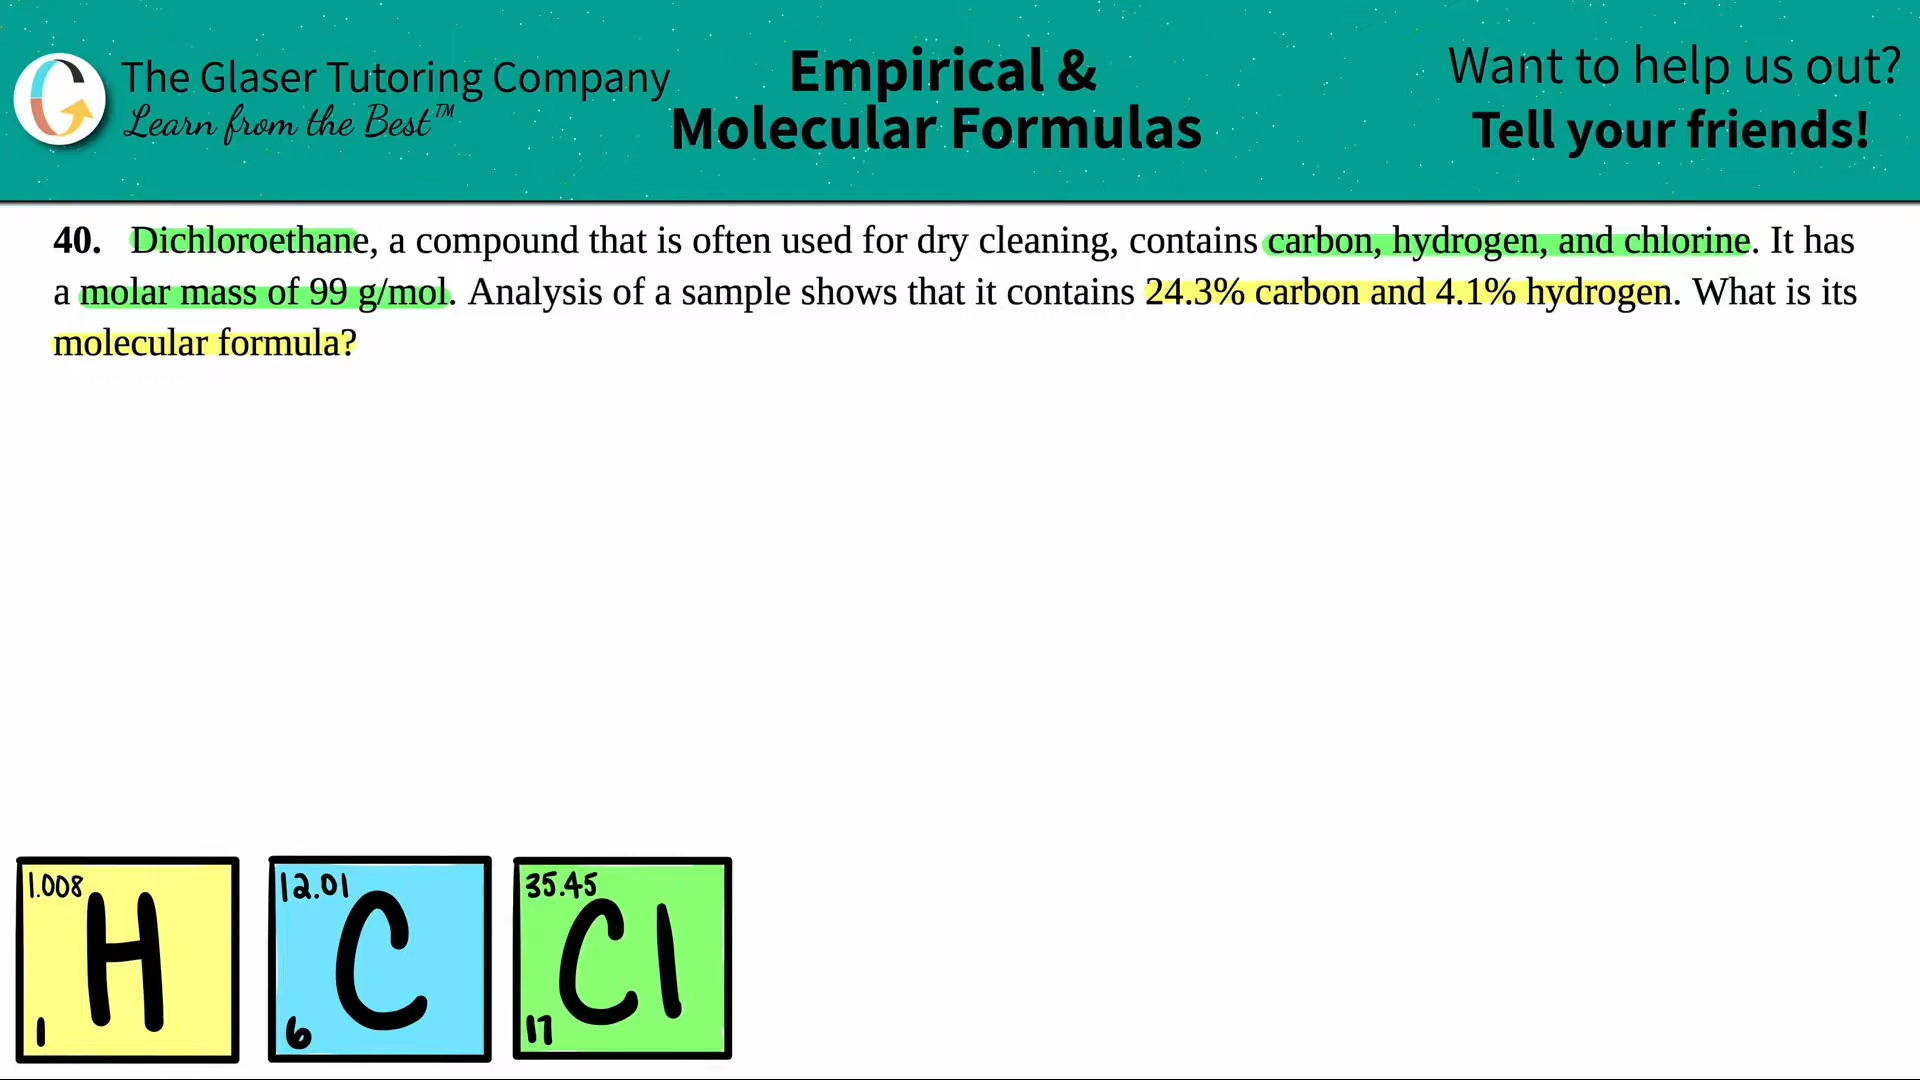 The Glaser Tutoring Company
Learn from the Best™
Empirical &
Molecular Formulas
Want to help us out?
Tell your friends!
40. Dichloroethane, a compound that is often used for dry cleaning, contains carbon, hydrogen, and chlorine. It has
a molar mass of 99 g/mol. Analysis of a sample shows that it contains 24.3% carbon and 4.1% hydrogen. What is its
molecular formula?
1.008
H
1
12.01
C
6
35.45
Cl
17